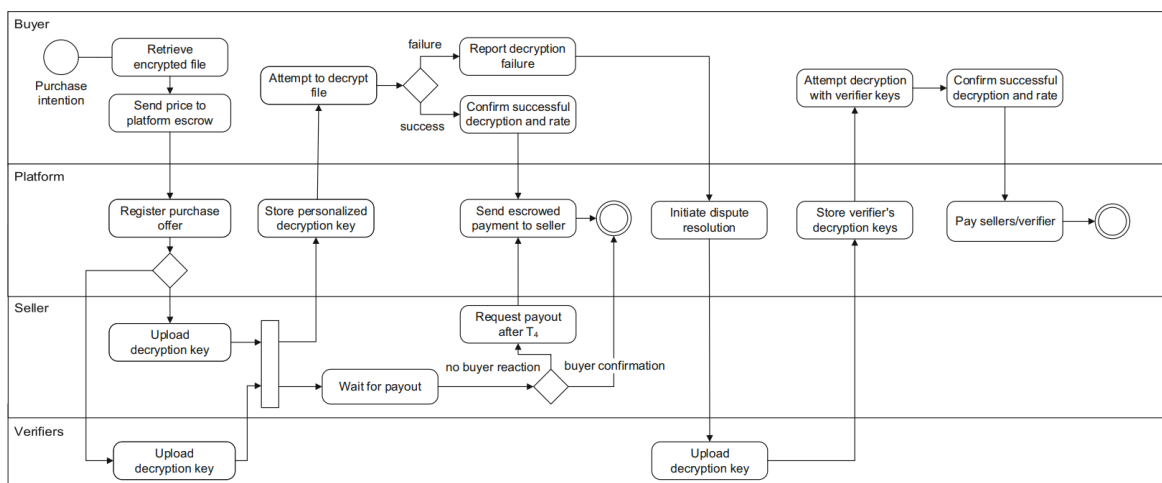 Buyer
Purchase
intention
Retrieve
encrypted file
Send price to
platform escrow
Attempt to decrypt
file
failure
success
Report decryption
failure
Confirm successful
decryption and rate
Attempt decryption
with verifier keys
Confirm successful
decryption and rate
Platform
Register purchase
offer
Store personalized
decryption key
Send escrowed
payment to seller
Initiate dispute
resolution
Store verifier's
decryption keys
Pay sellers/verifier
Seller
Upload
decryption key
Wait for payout
Request payout
after T₄
no buyer reaction
buyer confirmation
Verifiers
Upload
decryption key
Upload
decryption key